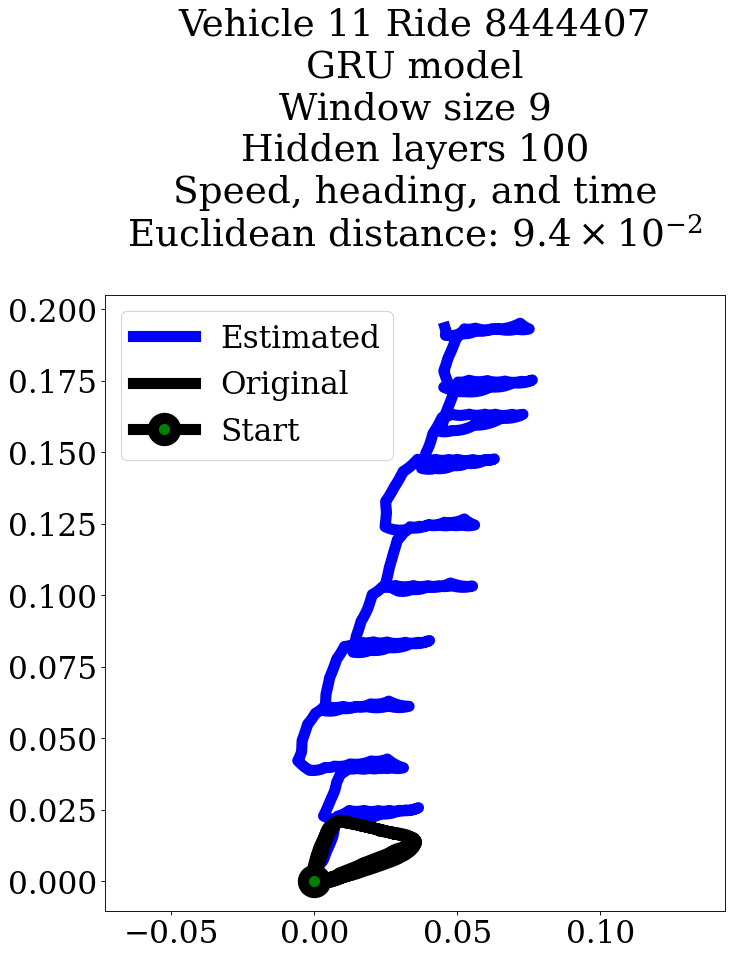 Vehicle 11 Ride 8444407
GRU model
Window size 9
Hidden layers 100
Speed, heading, and time
Euclidean distance: 9.4 × 10⁻²
Estimated
Original
Start
0.200
0.175
0.150
0.125
0.100
0.075
0.050
0.025
0.000
−0.05 0.00 0.05 0.10